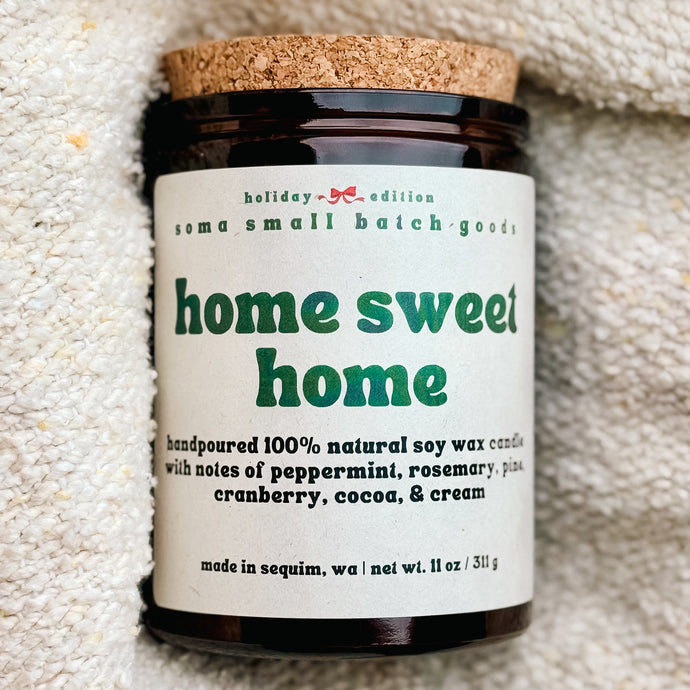 holiday edition
soma small batch goods
home sweet
home
handpoured 100% natural soy wax candle
with notes of peppermint, rosemary, pine,
cranberry, cocoa, & cream
made in sequim, wa | net wt. 11 oz / 311 g